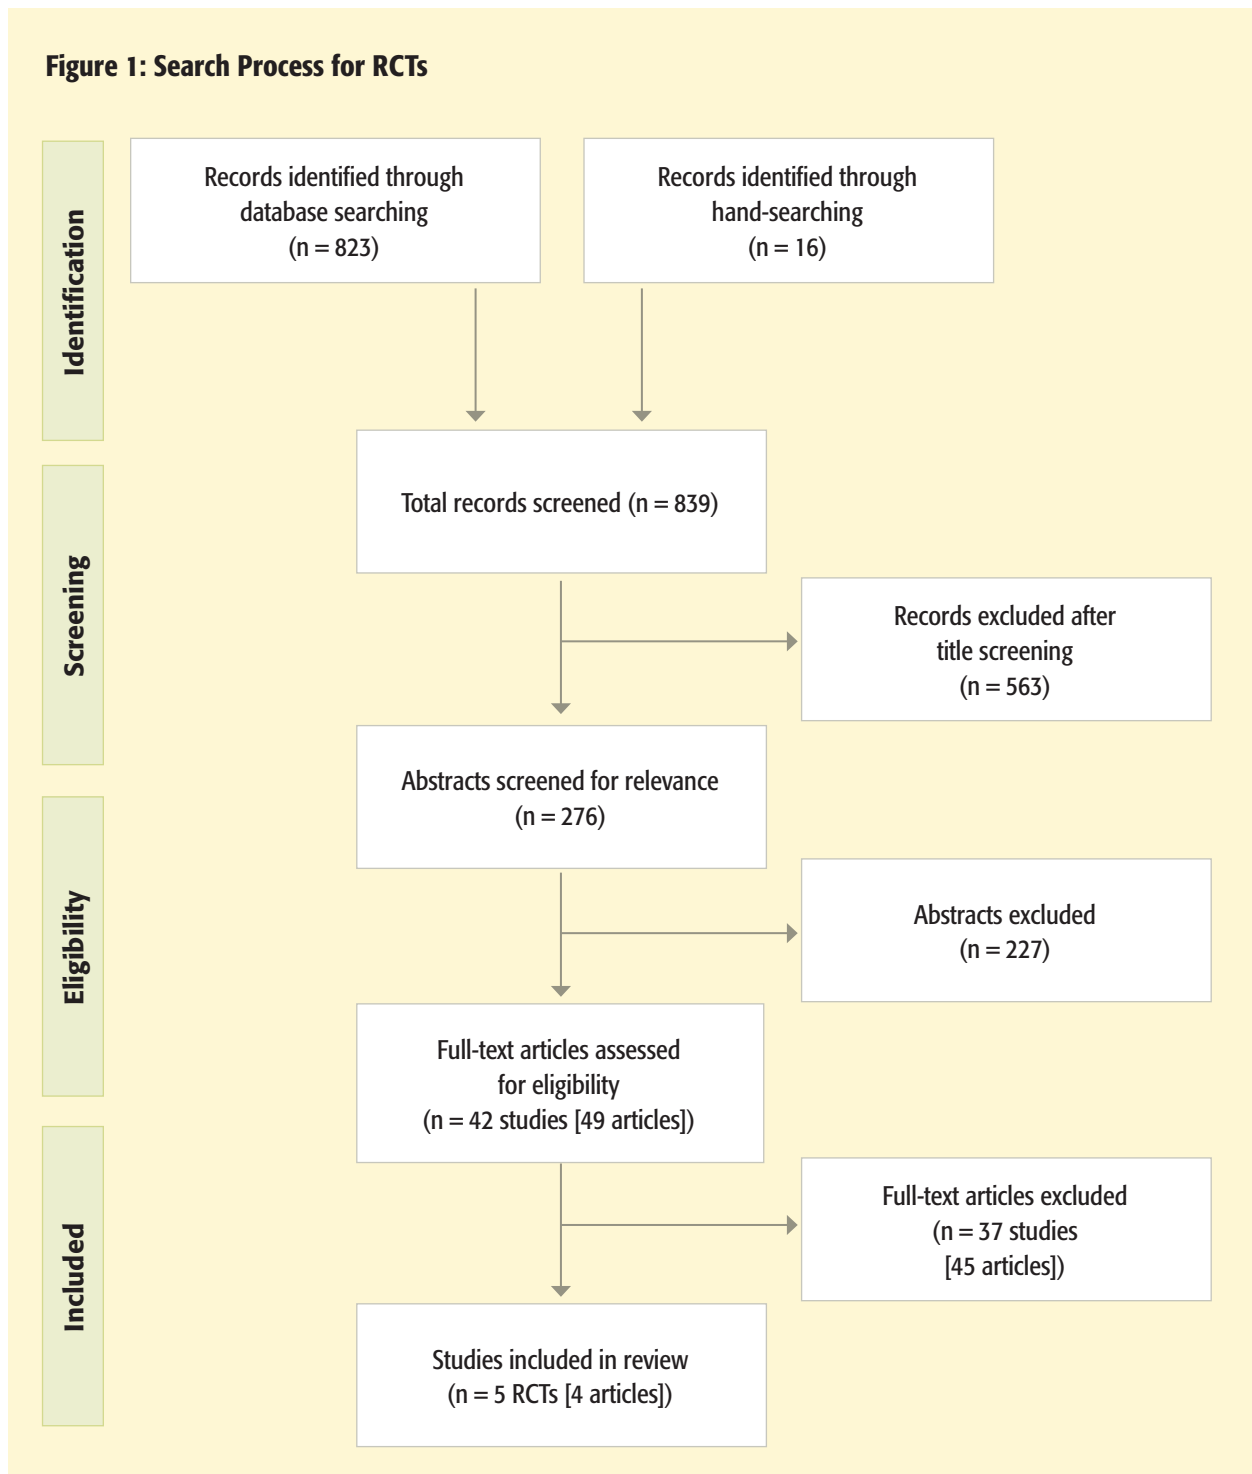 Figure 1: Search Process for RCTs
Identification
Records identified through
database searching
(n = 823)
Records identified through
hand-searching
(n = 16)
Screening
Total records screened (n = 839)
Records excluded after
title screening
(n = 563)
Abstracts screened for relevance
(n = 276)
Eligibility
Abstracts excluded
(n = 227)
Full-text articles assessed
for eligibility
(n = 42 studies [49 articles])
Included
Full-text articles excluded
(n = 37 studies
[45 articles])
Studies included in review
(n = 5 RCTs [4 articles])